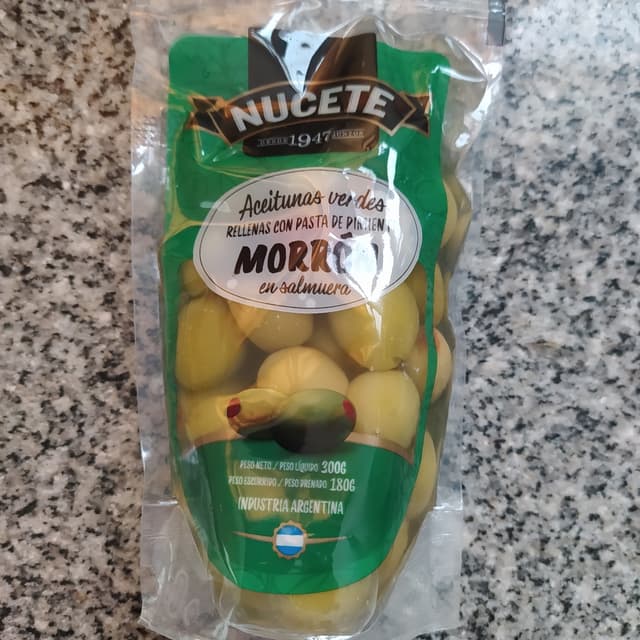 NUCETE
DESDE 1947
Aceitunas verdes
RELLENAS CON PASTA DE
MORRÓN
en salmuera
PESO NETO / PESO LÍQUIDO 300G
PESO ESCURRIDO / PESO DRENADO 180G
INDUSTRIA ARGENTINA